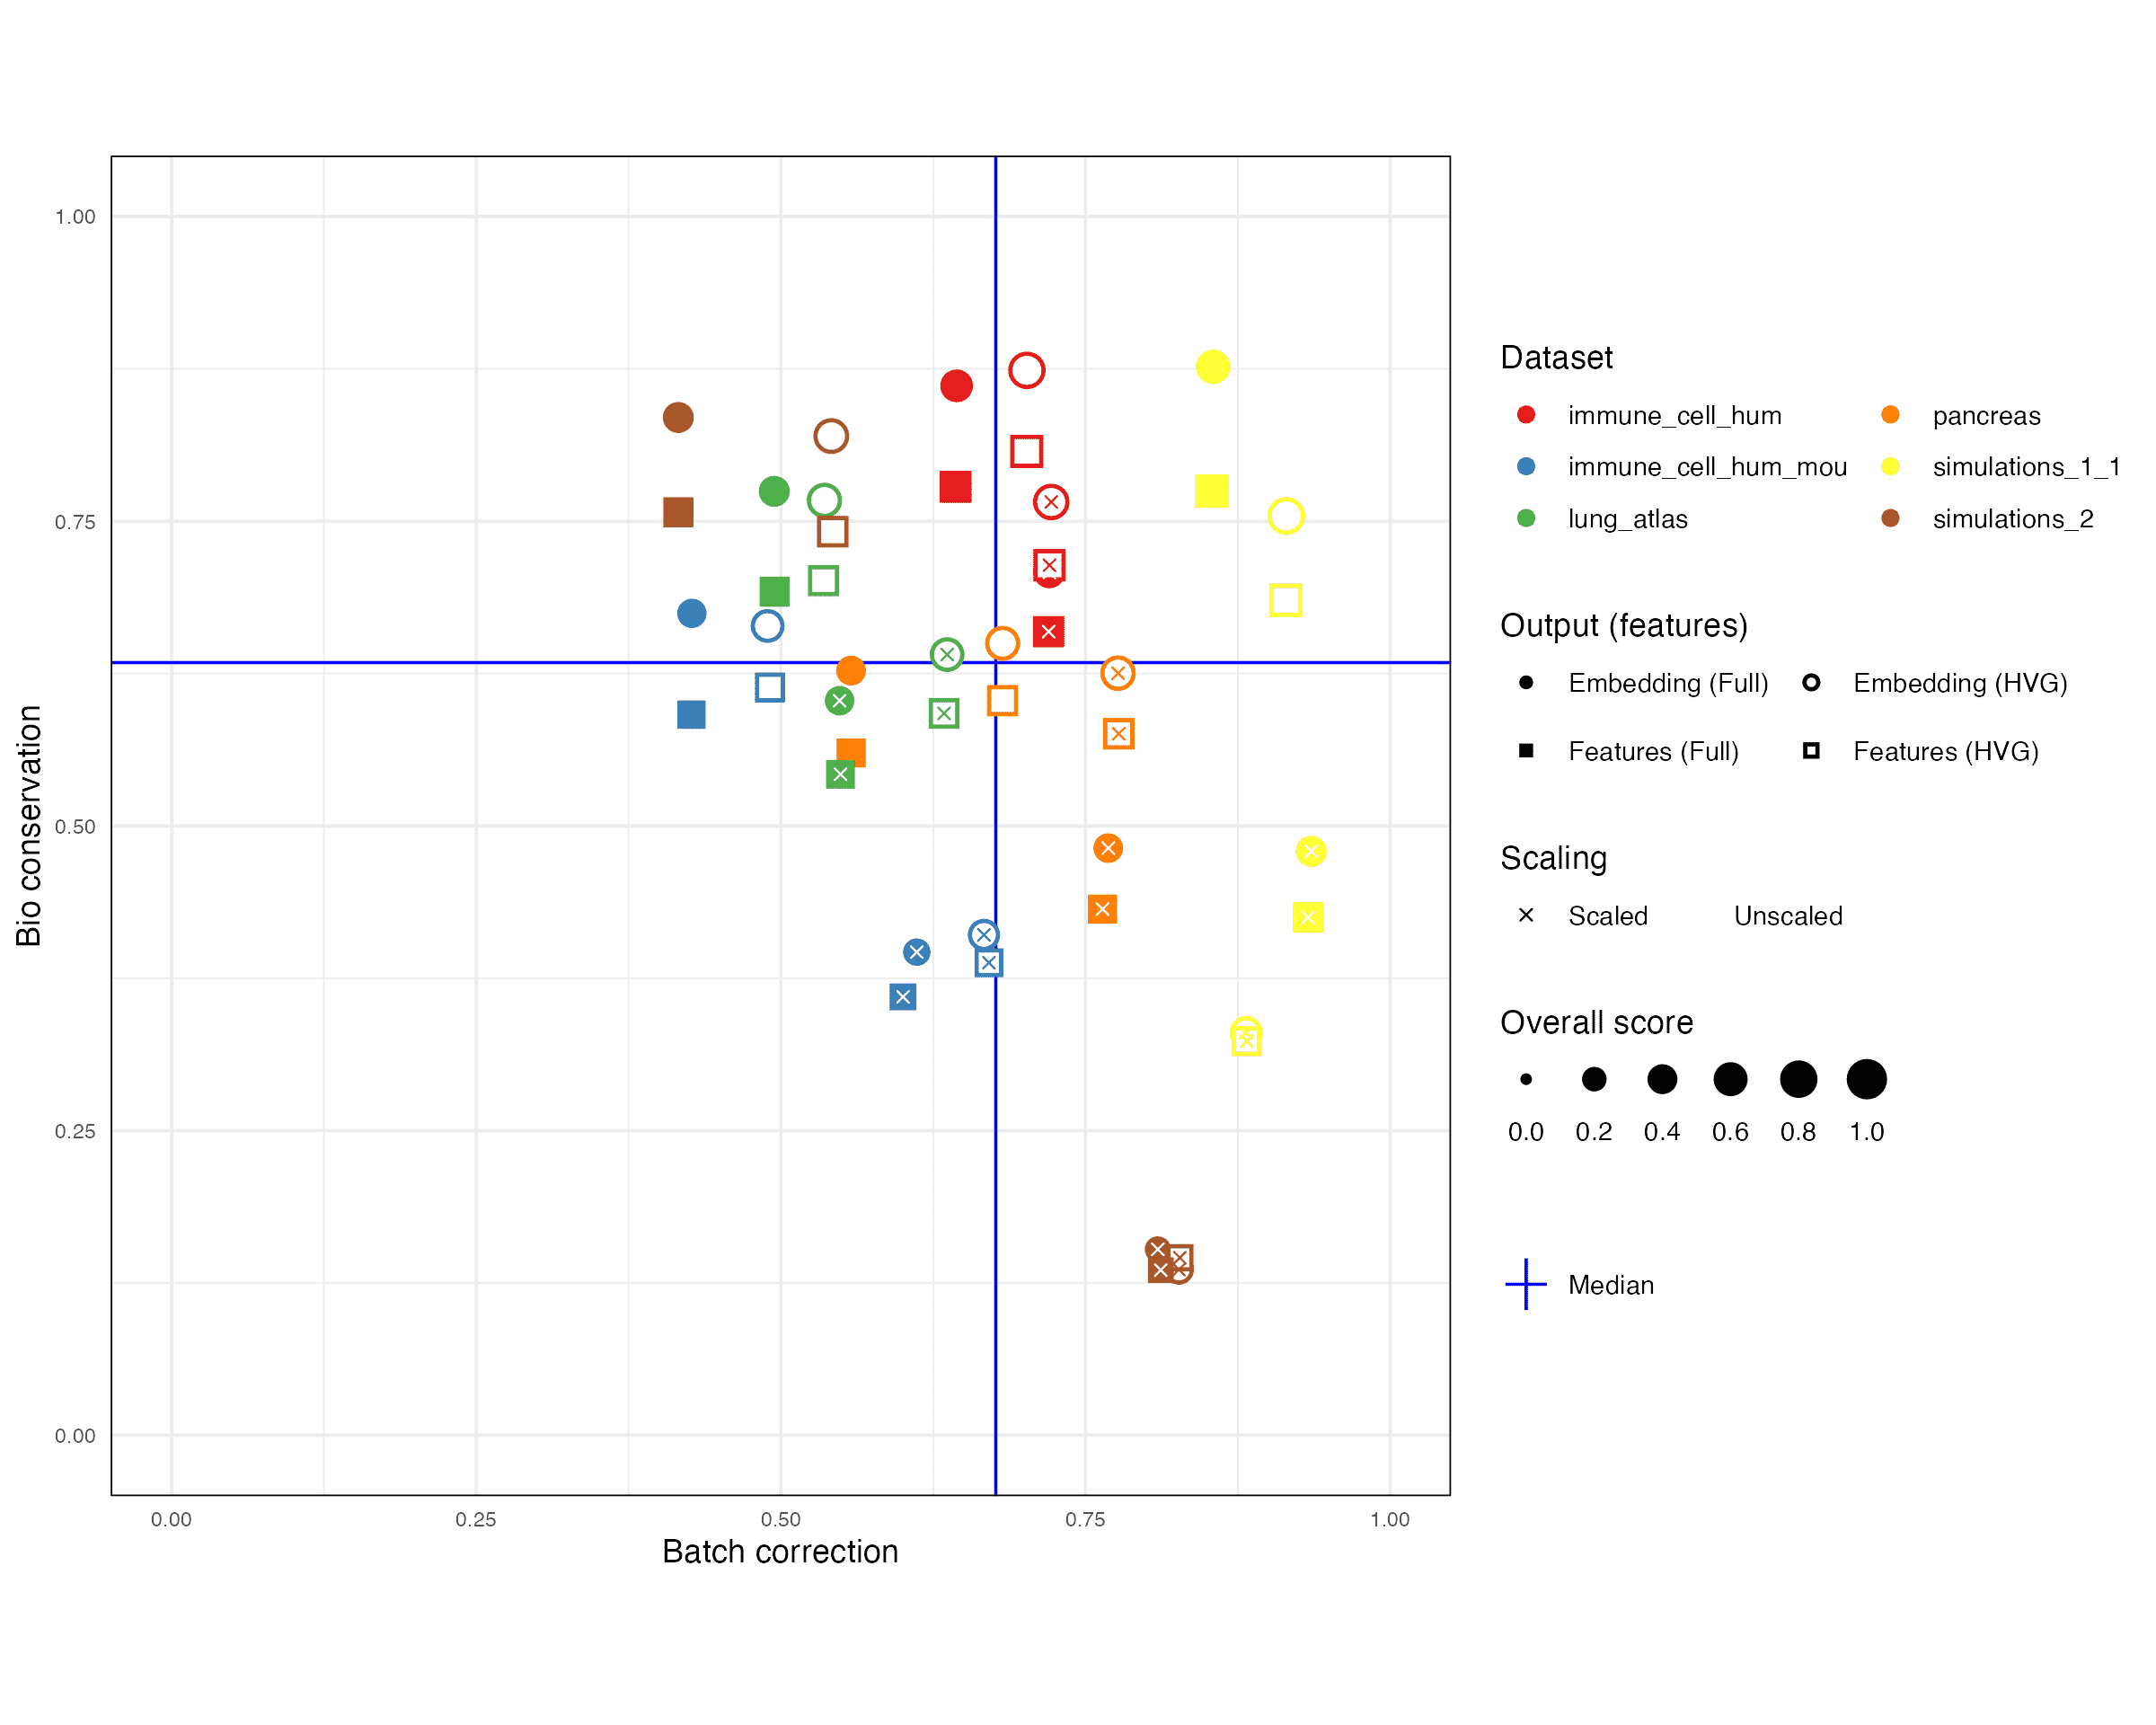 1.00
0.75
0.50
0.25
0.00
Bio conservation
0.00 0.25 0.50 0.75 1.00
Batch correction
Dataset
immune_cell_hum pancreas
immune_cell_hum_mou simulations_1_1
lung_atlas simulations_2
Output (features)
Embedding (Full) Embedding (HVG)
Features (Full) Features (HVG)
Scaling
Scaled Unscaled
Overall score
0.0 0.2 0.4 0.6 0.8 1.0
Median